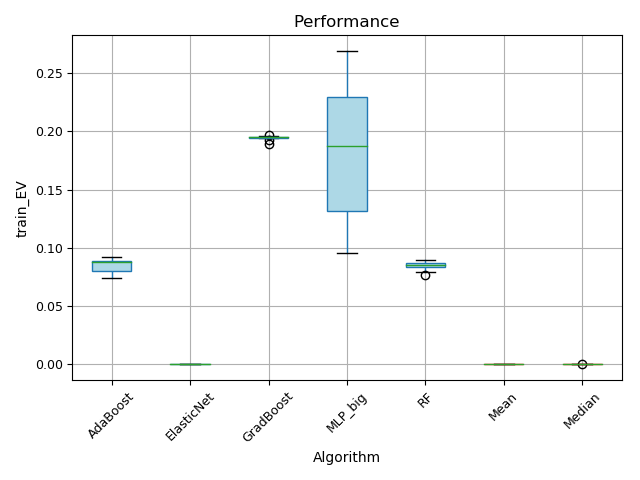 Performance
train_EV
0.25
0.20
0.15
0.10
0.05
0.00
AdaBoost
ElasticNet
GradBoost
MLP_big
RF
Mean
Median
Algorithm